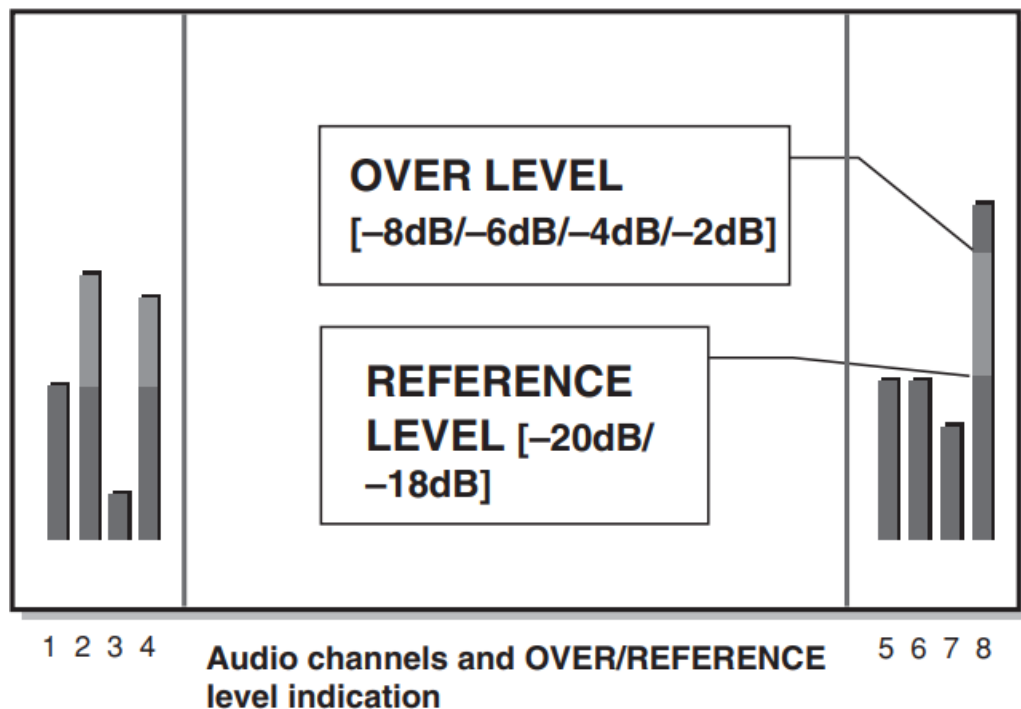 OVER LEVEL
[–8dB/–6dB/–4dB/–2dB]
REFERENCE
LEVEL [–20dB/
–18dB]
1 2 3 4
5 6 7 8
Audio channels and OVER/REFERENCE
level indication